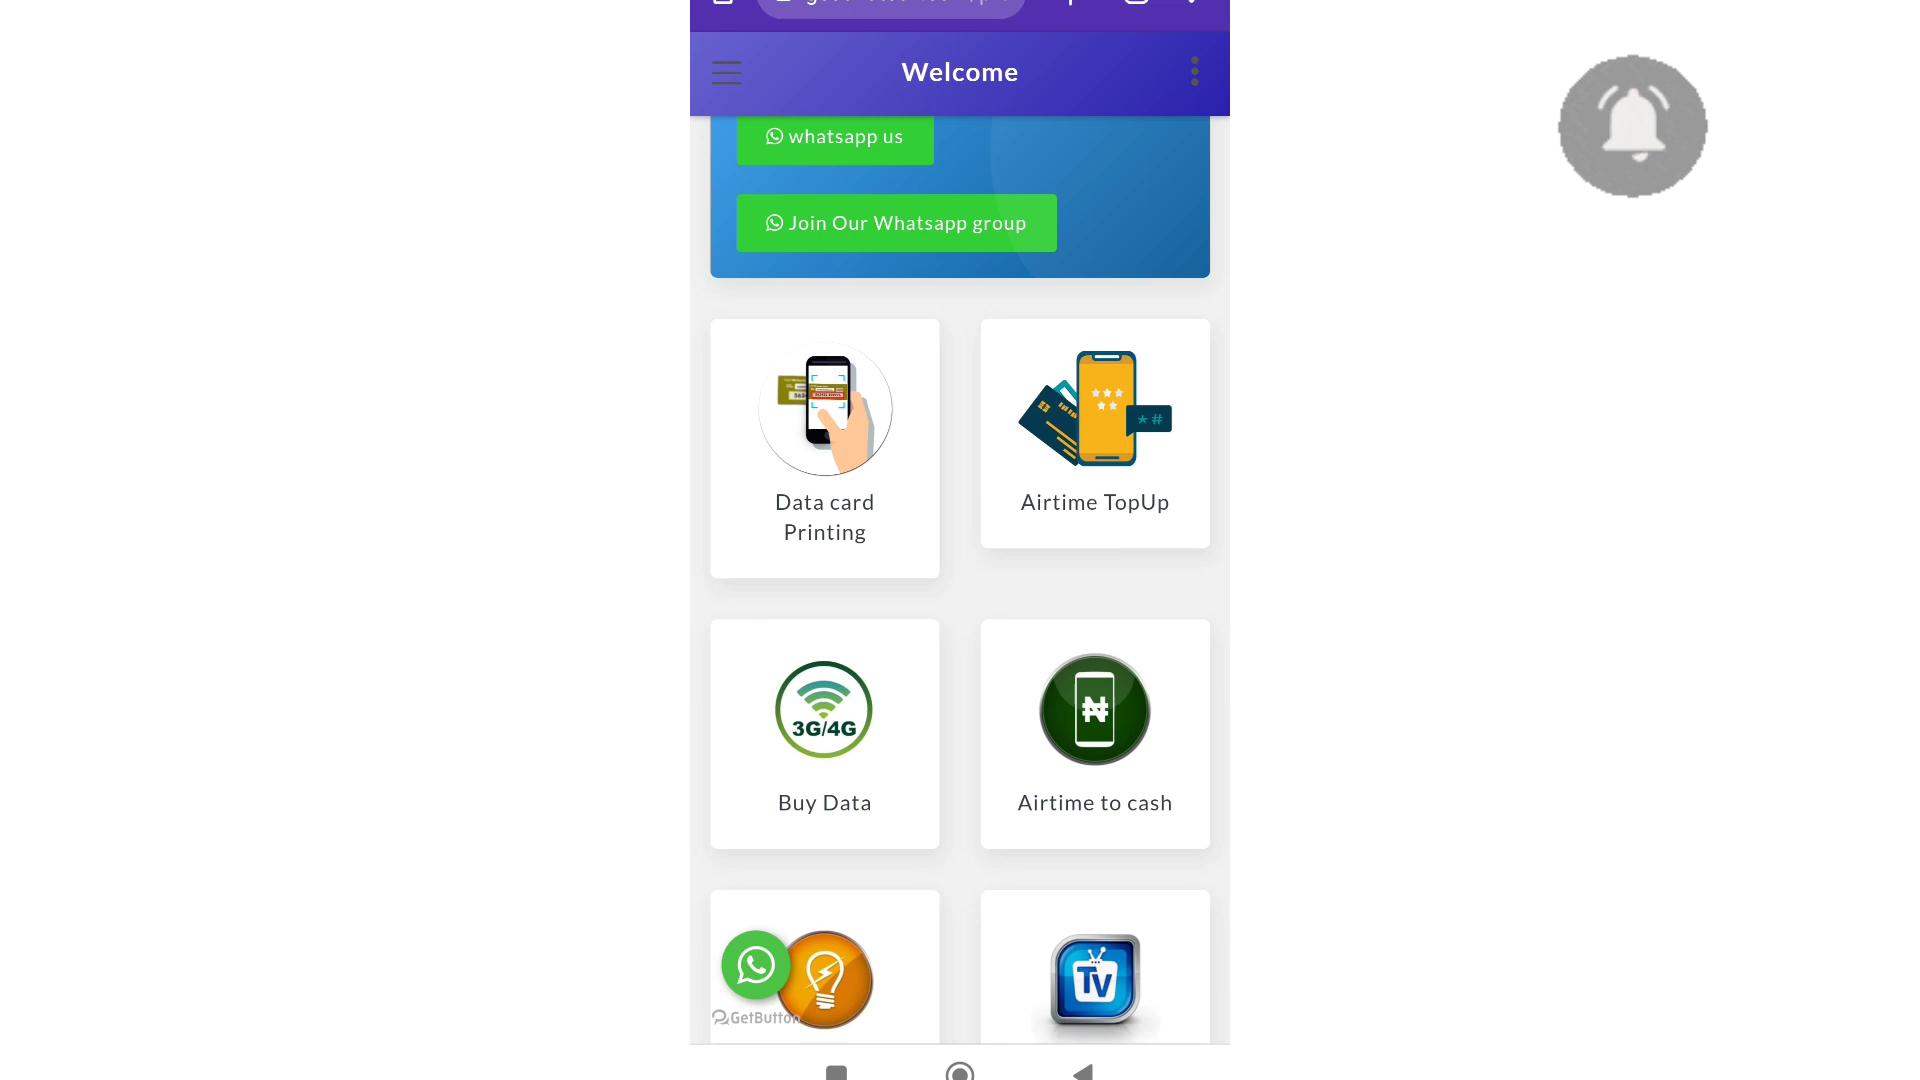 Welcome
whatsapp us
Join Our Whatsapp group
* #
Data card
Printing
Airtime TopUp
3G/4G
Buy Data
₦
Airtime to cash
TV
GetButton